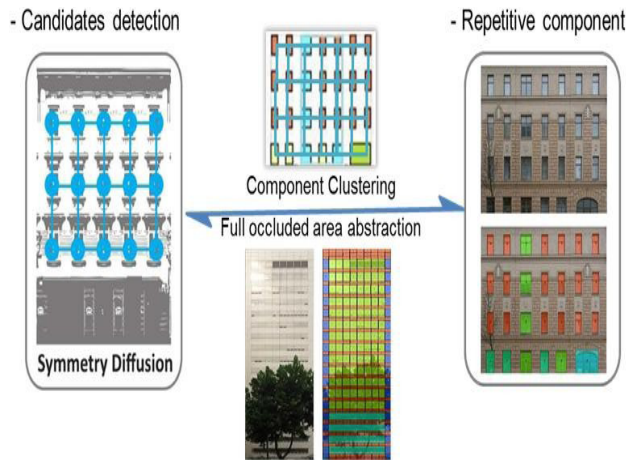 - Candidates detection
- Repetitive component
Component Clustering
Full occluded area abstraction
Symmetry Diffusion